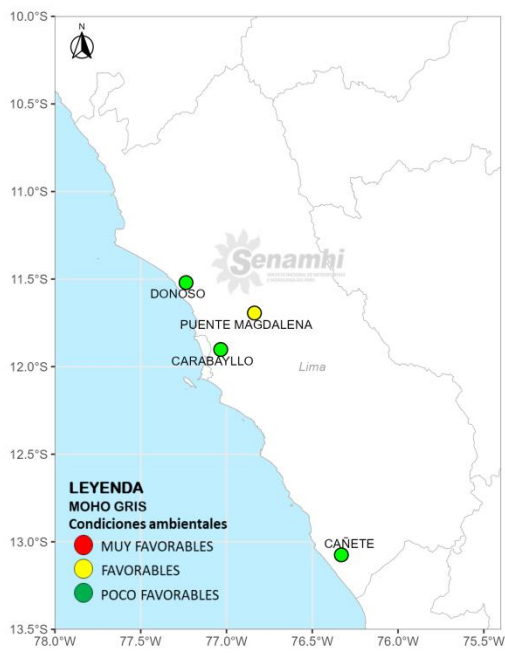 10.0°S
N
10.5°S
11.0°S
Senamhi
11.5°S
DONOSO
PUENTE MAGDALENA
CARABAYLLO
12.0°S
Lima
12.5°S
LEYENDA
MOHO GRIS
Condiciones ambientales
MUY FAVORABLES
FAVORABLES
POCO FAVORABLES
CAÑETE
13.0°S
13.5°S
78.0°W 77.5°W 77.0°W 76.5°W 76.0°W 75.5°W